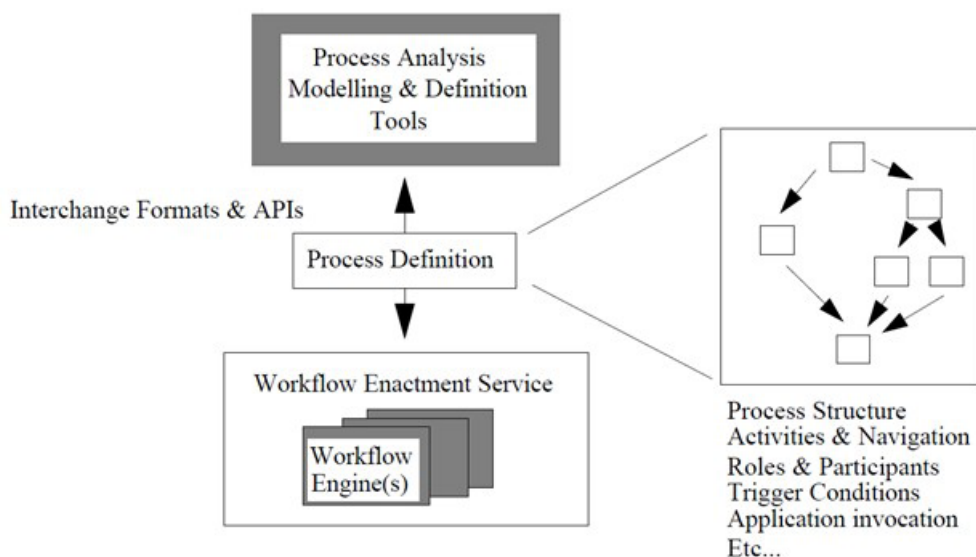 Process Analysis
Modelling & Definition
Tools
Interchange Formats & APIs
Process Definition
Workflow Enactment Service
Workflow
Engine(s)
Process Structure
Activities & Navigation
Roles & Participants
Trigger Conditions
Application invocation
Etc...